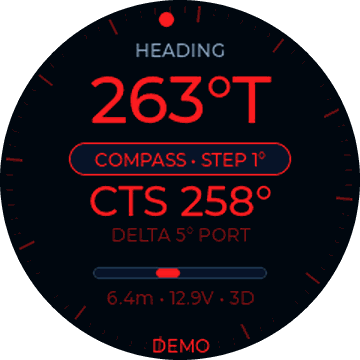 HEADING
263°T
COMPASS • STEP 1°
CTS 258°
DELTA 5° PORT
6.4m • 12.9V • 3D
DEMO